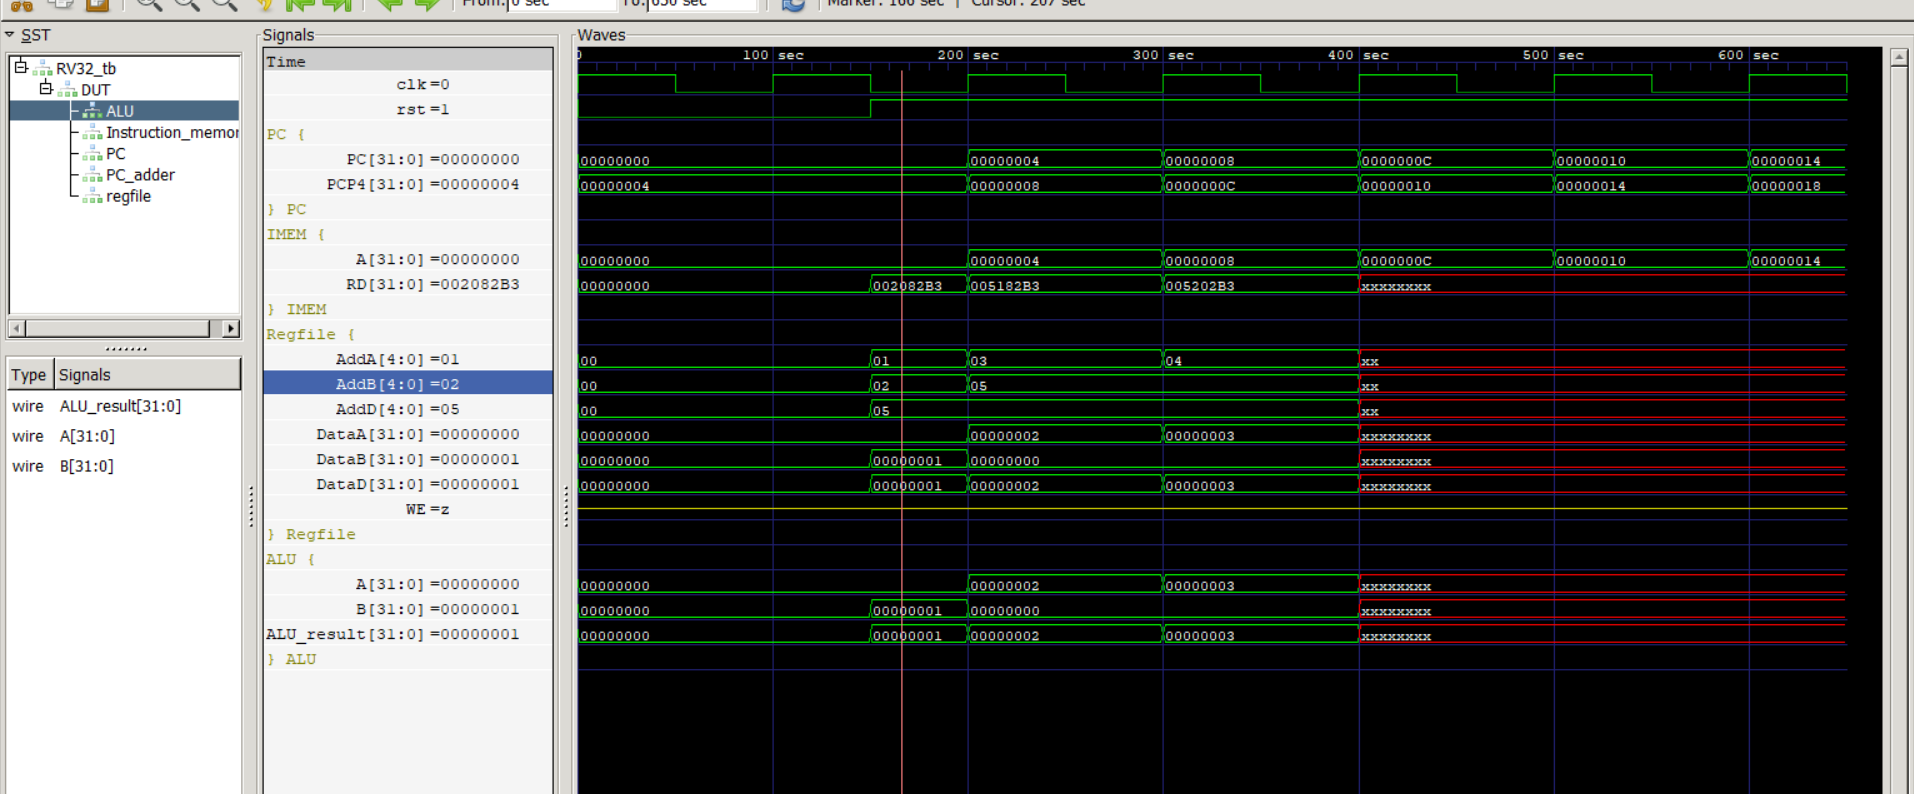 From: 0 sec To: 650 sec Marker: 166 sec | Cursor: 207 sec
SST
RV32_tb
DUT
ALU
Instruction_memor
PC
PC_adder
regfile
Type Signals
wire ALU_result[31:0]
wire A[31:0]
wire B[31:0]
Signals
Time
clk=0
rst=1
PC {
PC[31:0]=00000000
PCP4[31:0]=00000004
} PC
IMEM {
A[31:0]=00000000
RD[31:0]=002082B3
} IMEM
Regfile {
AddA[4:0]=01
AddB[4:0]=02
AddD[4:0]=05
DataA[31:0]=00000000
DataB[31:0]=00000001
DataD[31:0]=00000001
WE=z
} Regfile
ALU {
A[31:0]=00000000
B[31:0]=00000001
ALU_result[31:0]=00000001
} ALU
Waves
0 100 sec 200 sec 300 sec 400 sec 500 sec 600 sec
00000000 00000004 00000008 0000000C 00000010 00000014
00000004 00000008 0000000C 00000010 00000014 00000018
00000000 00000004 00000008 0000000C 00000010 00000014
00000000 002082B3 005182B3 005202B3 xxxxxxxx
00 01 03 04 xx
00 02 05 xx
00 05 xx
00000000 00000002 00000003 xxxxxxxx
00000000 00000001 00000000 xxxxxxxx
00000000 00000001 00000002 00000003 xxxxxxxx
00000000 00000002 00000003 xxxxxxxx
00000000 00000001 00000000 xxxxxxxx
00000000 00000001 00000002 00000003 xxxxxxxx